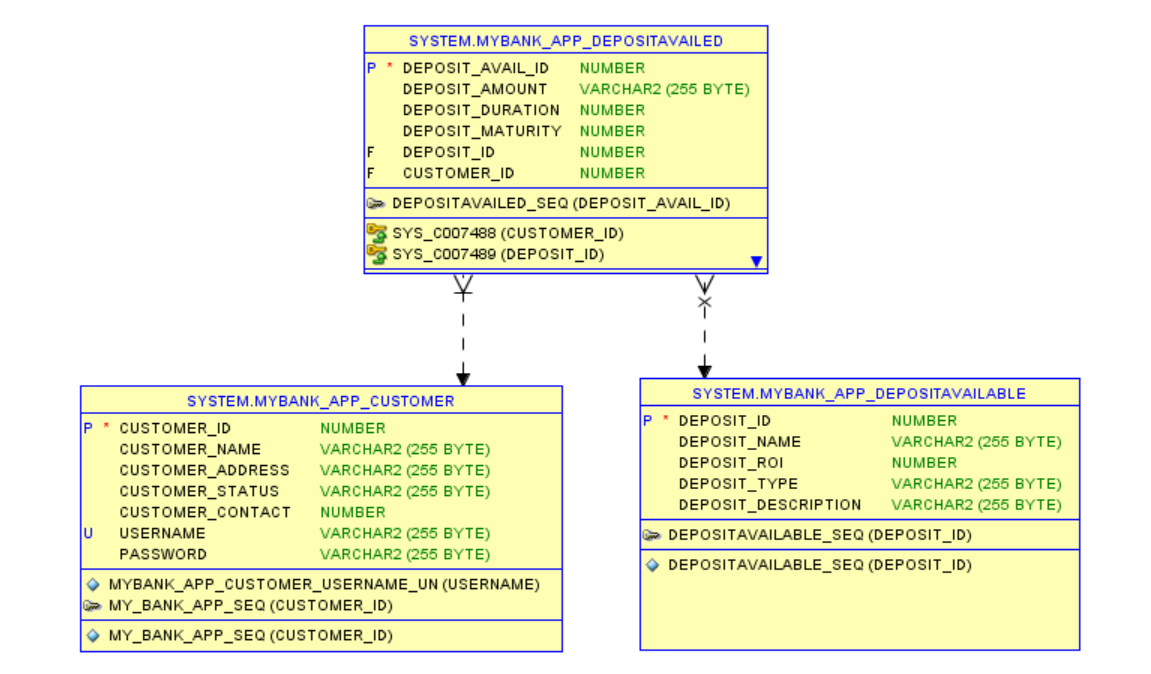 SYSTEM.MYBANK_APP_DEPOSITAVAILED
P * DEPOSIT_AVAIL_ID NUMBER
DEPOSIT_AMOUNT VARCHAR2 (255 BYTE)
DEPOSIT_DURATION NUMBER
DEPOSIT_MATURITY NUMBER
F DEPOSIT_ID NUMBER
F CUSTOMER_ID NUMBER
DEPOSITAVAILED_SEQ (DEPOSIT_AVAIL_ID)
SYS_C007488 (CUSTOMER_ID)
SYS_C007489 (DEPOSIT_ID)
SYSTEM.MYBANK_APP_CUSTOMER
P * CUSTOMER_ID NUMBER
CUSTOMER_NAME VARCHAR2 (255 BYTE)
CUSTOMER_ADDRESS VARCHAR2 (255 BYTE)
CUSTOMER_STATUS VARCHAR2 (255 BYTE)
CUSTOMER_CONTACT NUMBER
U USERNAME VARCHAR2 (255 BYTE)
PASSWORD VARCHAR2 (255 BYTE)
MYBANK_APP_CUSTOMER_USERNAME_UN (USERNAME)
MY_BANK_APP_SEQ (CUSTOMER_ID)
MY_BANK_APP_SEQ (CUSTOMER_ID)
SYSTEM.MYBANK_APP_DEPOSITAVAILABLE
P * DEPOSIT_ID NUMBER
DEPOSIT_NAME VARCHAR2 (255 BYTE)
DEPOSIT_ROI NUMBER
DEPOSIT_TYPE VARCHAR2 (255 BYTE)
DEPOSIT_DESCRIPTION VARCHAR2 (255 BYTE)
DEPOSITAVAILABLE_SEQ (DEPOSIT_ID)
DEPOSITAVAILABLE_SEQ (DEPOSIT_ID)